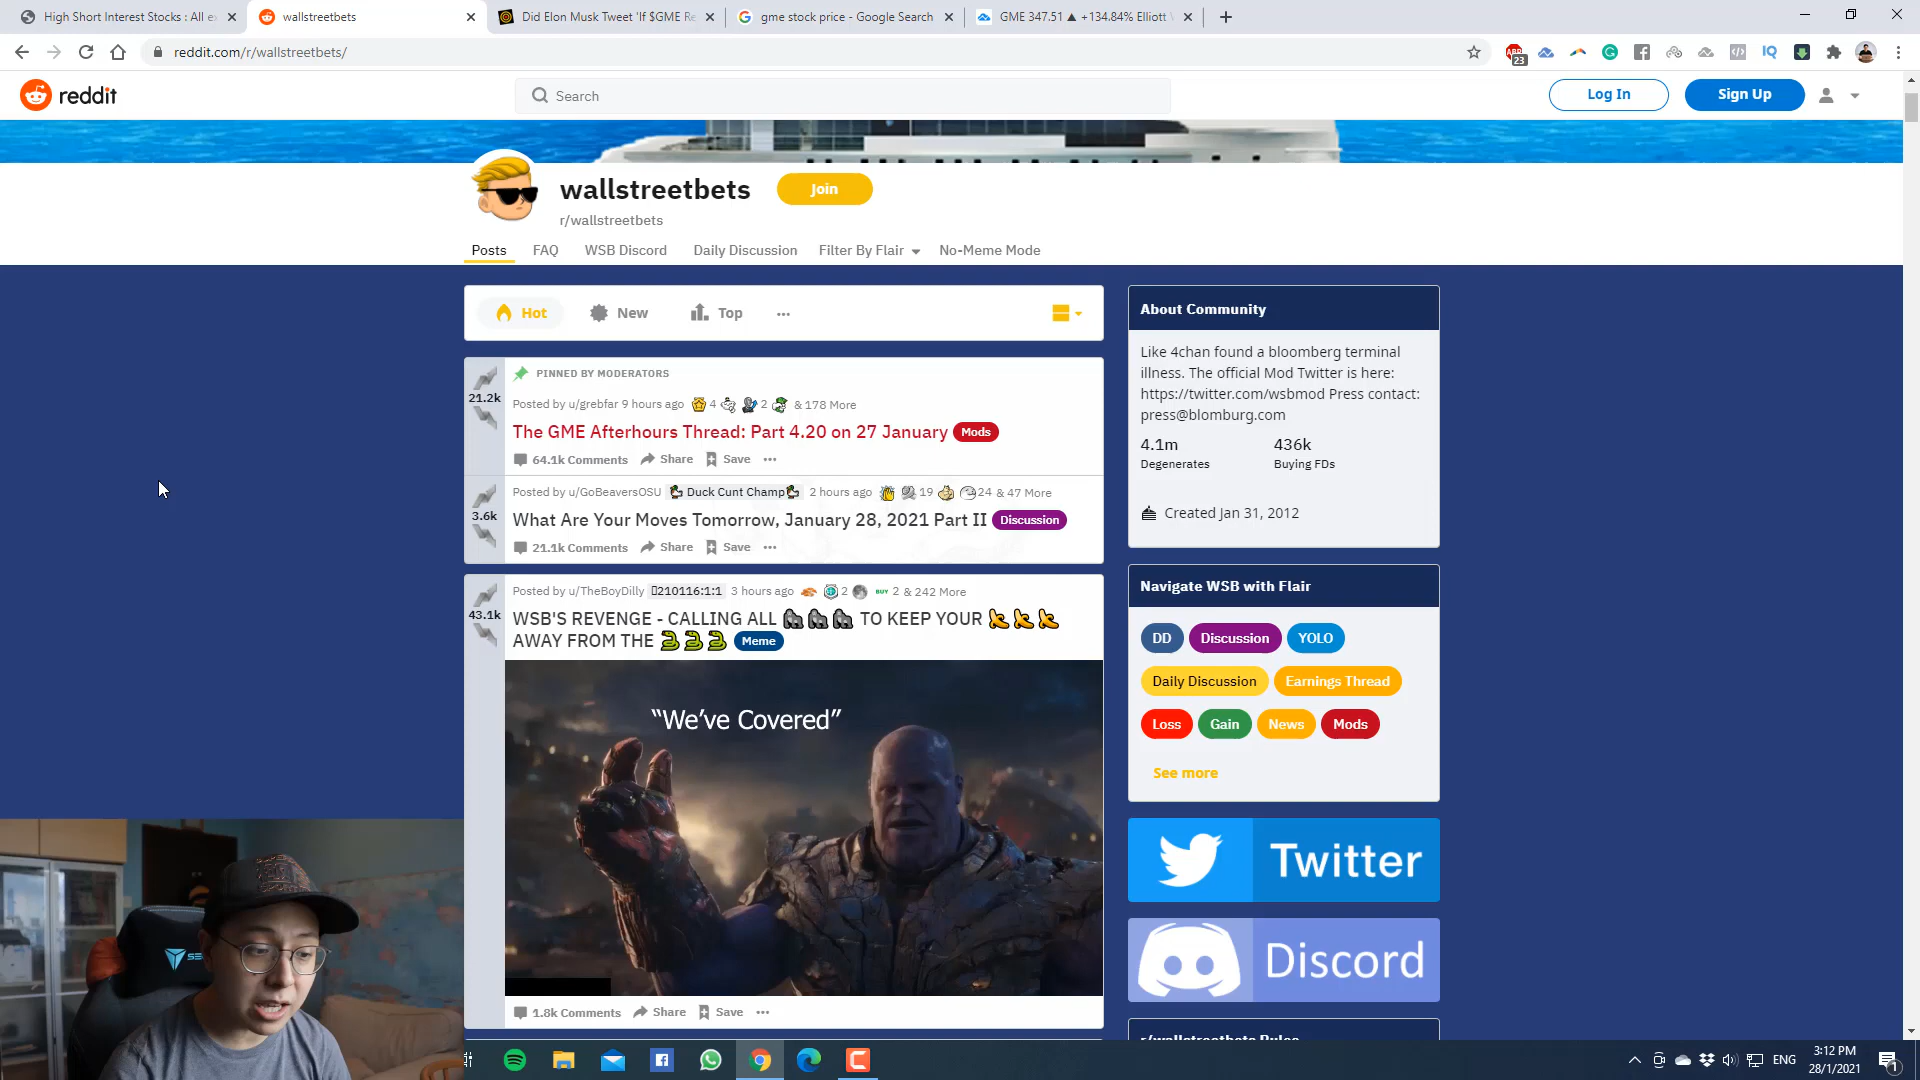 High Short Interest Stocks : All e
wallstreetbets
Did Elon Musk Tweet 'If $GME Re
gme stock price - Google Search
GME 347.51 ▲ +134.84% Elliott
reddit.com/r/wallstreetbets/
23
reddit
Search
Log In
Sign Up
wallstreetbets
Join
r/wallstreetbets
Posts
FAQ
WSB Discord
Daily Discussion
Filter By Flair
No-Meme Mode
Hot
New
Top
PINNED BY MODERATORS
21.2k
Posted by u/grebfar 9 hours ago 4 2 & 178 More
The GME Afterhours Thread: Part 4.20 on 27 January Mods
64.1k Comments Share Save
Posted by u/GoBeaversOSU Duck Cunt Champ 2 hours ago 19 24 & 47 More
3.6k
What Are Your Moves Tomorrow, January 28, 2021 Part II Discussion
21.1k Comments Share Save
Posted by u/TheBoyDilly 210116:1:1 3 hours ago 2 BUY 2 & 242 More
43.1k
WSB'S REVENGE - CALLING ALL 🦍🦍🦍 TO KEEP YOUR 🍌🍌🍌
AWAY FROM THE 🐍🐍🐍 Meme
“We’ve Covered”
1.8k Comments Share Save
About Community
Like 4chan found a bloomberg terminal
illness. The official Mod Twitter is here:
https://twitter.com/wsbmod Press contact:
press@blomburg.com
4.1m
436k
Degenerates
Buying FDs
Created Jan 31, 2012
Navigate WSB with Flair
DD Discussion YOLO
Daily Discussion Earnings Thread
Loss Gain News Mods
See more
Twitter
Discord
r/wallstreetbets Rules
ENG
3:12 PM
28/1/2021
1